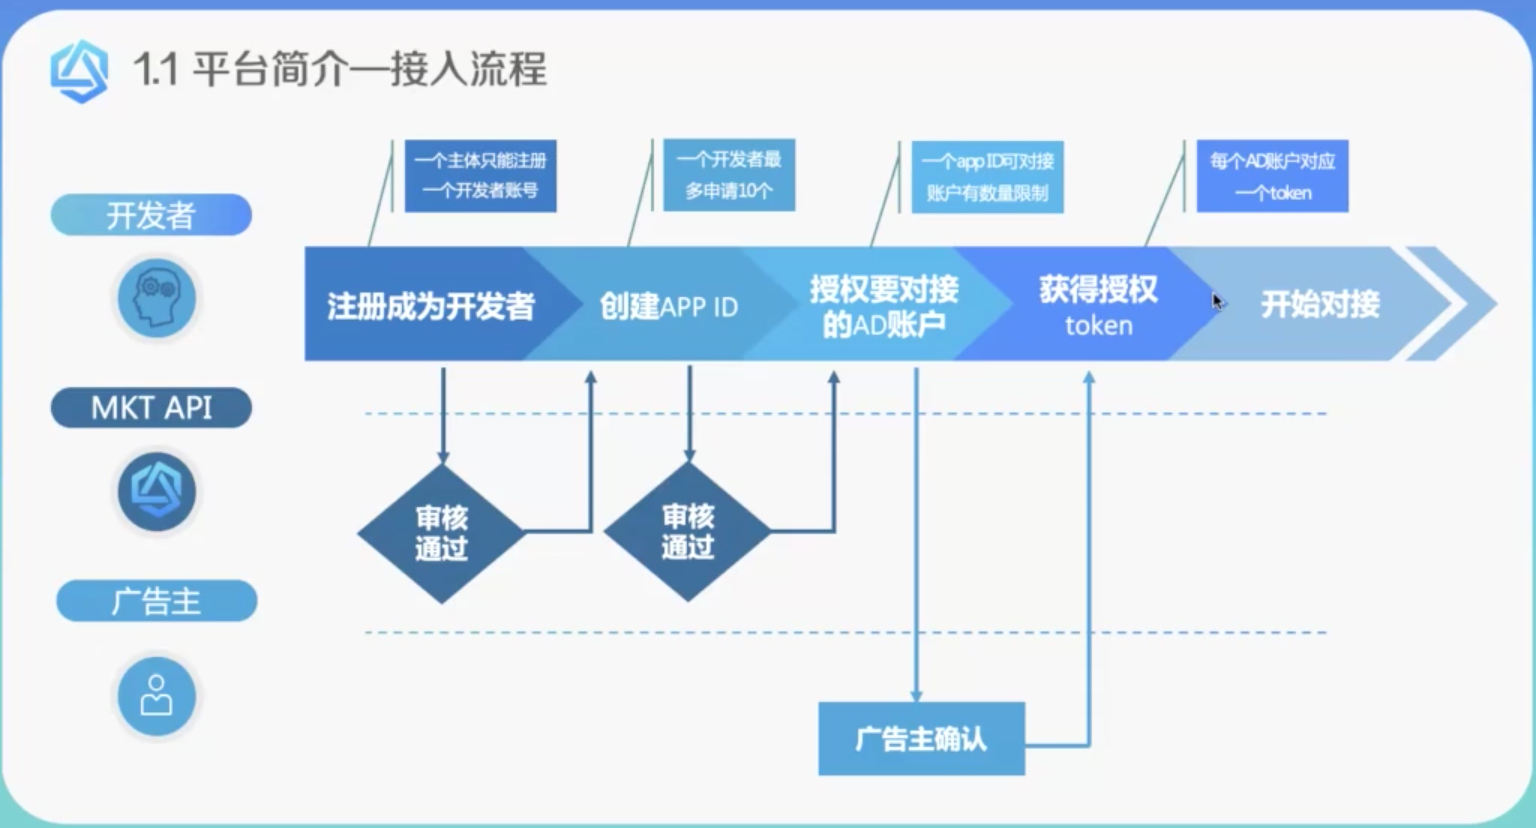 1.1 平台简介—接入流程
一个主体只能注册
一个开发者账号
一个开发者最
多申请10个
一个app ID可对接
账户有数量限制
每个AD账户对应
一个token
开发者
注册成为开发者
创建APP ID
授权要对接
的AD账户
获得授权
token
开始对接
MKT API
审核
通过
审核
通过
广告主
广告主确认